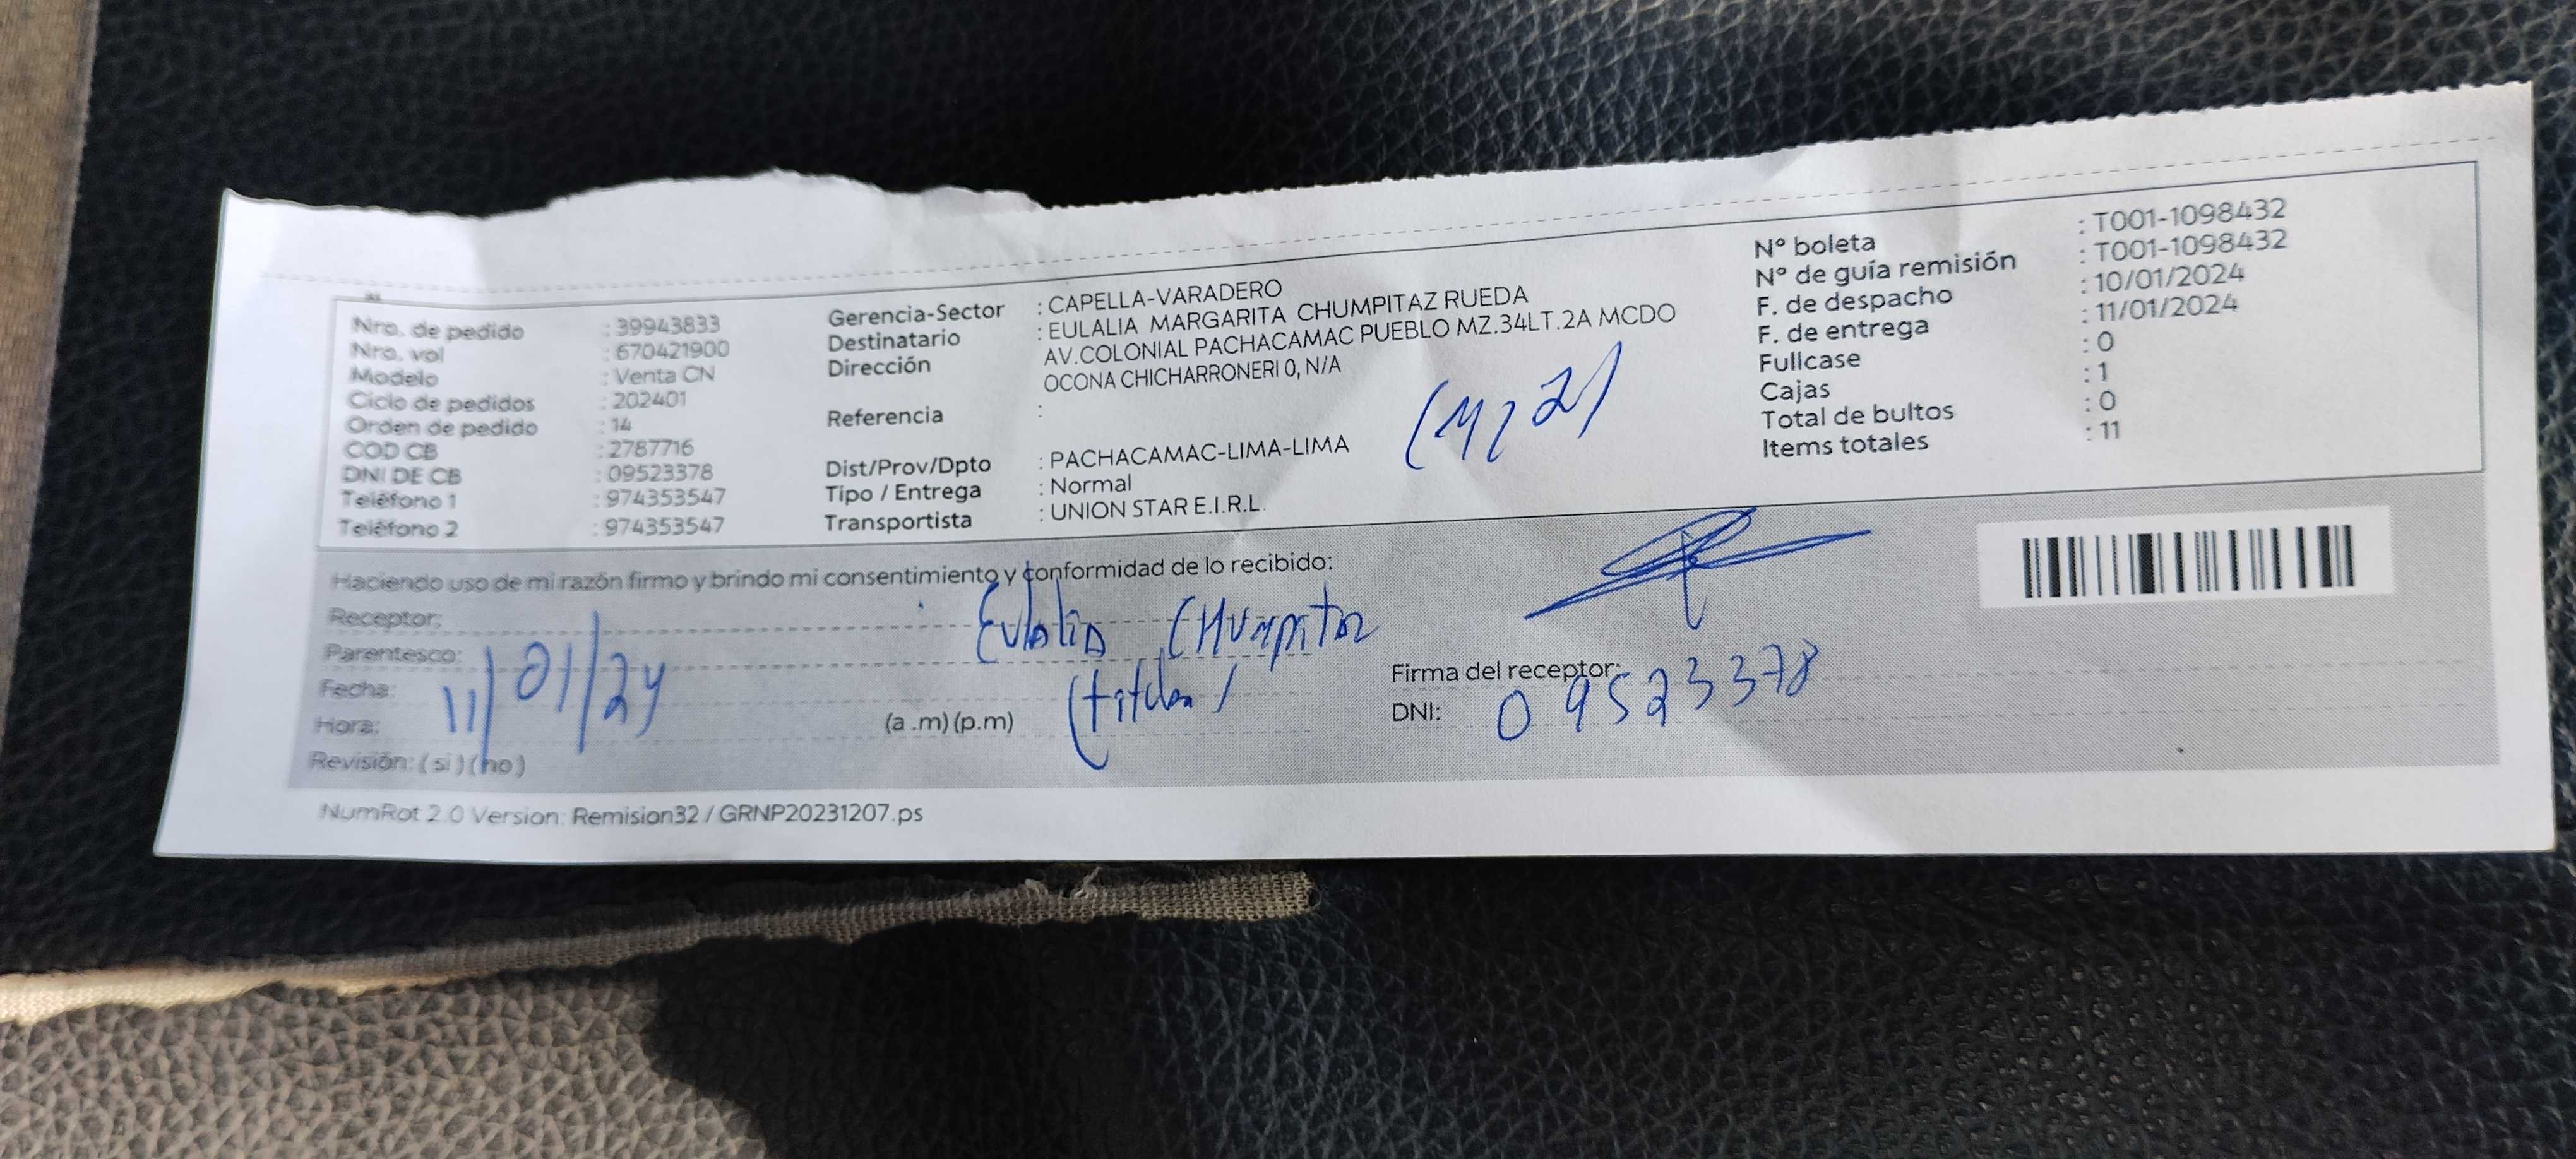 Nro. de pedido : 39943833
Nro. vol : 670421900
Modelo : Venta CN
Ciclo de pedidos : 202401
Orden de pedido : 14
COD CB : 2787716
DNI DE CB : 09523378
Teléfono 1 : 974353547
Teléfono 2 : 974353547
Gerencia-Sector : CAPELLA-VARADERO
Destinatario : EULALIA MARGARITA CHUMPITAZ RUEDA
Dirección AV.COLONIAL PACHACAMAC PUEBLO MZ.34LT.2A MCDO
OCONA CHICHARRONERI 0, N/A
Referencia :
Dist/Prov/Dpto : PACHACAMAC-LIMA-LIMA
Tipo / Entrega : Normal
Transportista : UNION STAR E.I.R.L.
N° boleta : T001-1098432
N° de guía remisión : T001-1098432
F. de despacho : 10/01/2024
F. de entrega : 11/01/2024
Fullcase : 0
Cajas : 1
Total de bultos : 0
Items totales : 11
Haciendo uso de mi razón firmo y brindo mi consentimiento y conformidad de lo recibido:
Receptor: Eulalia CHumpitaz
Parentesco: (titular)
Fecha: 11/01/24
Hora: (a .m) (p.m)
Revisión: ( si ) ( no )
Firma del receptor:
DNI: 09523378
NumRot 2.0 Version: Remision32 / GRNP20231207.ps